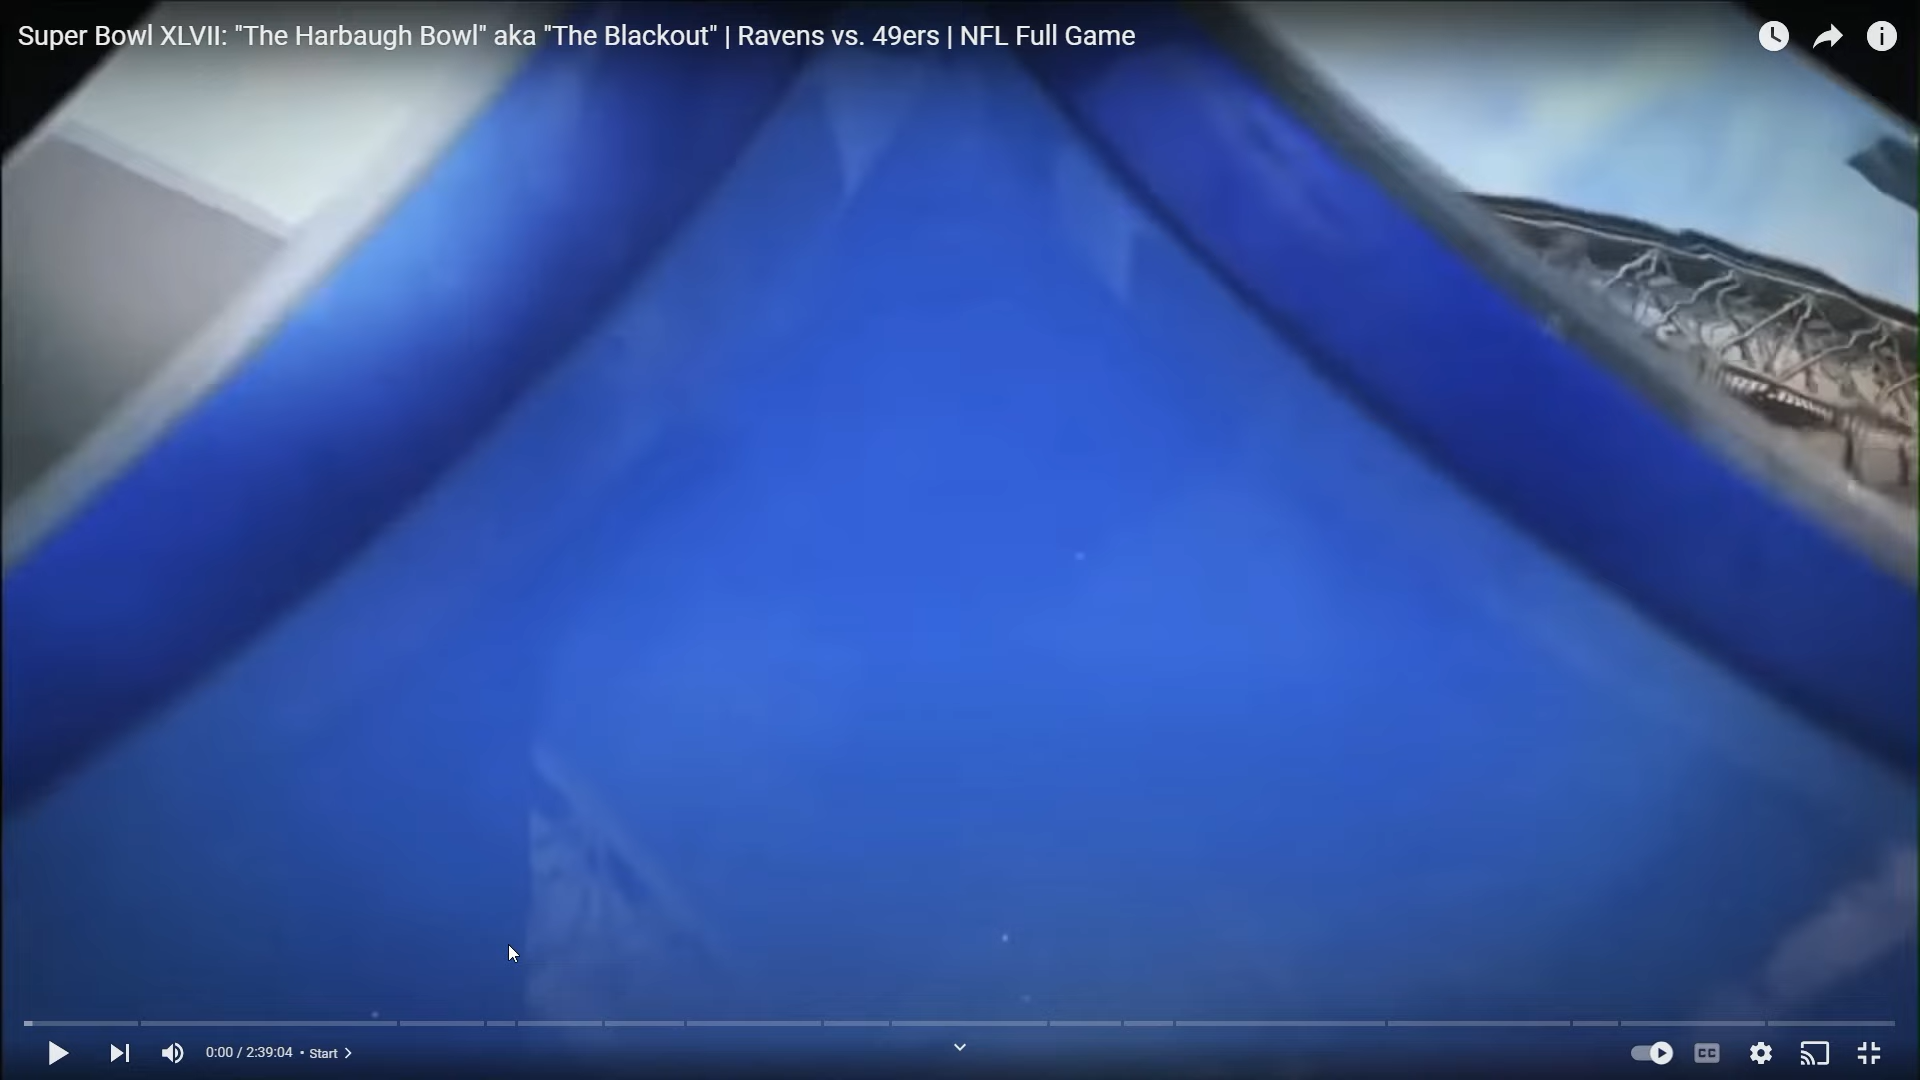 Super Bowl XLVII: "The Harbaugh Bowl" aka "The Blackout" | Ravens vs. 49ers | NFL Full Game
0:00 / 2:39:04 • Start
CC